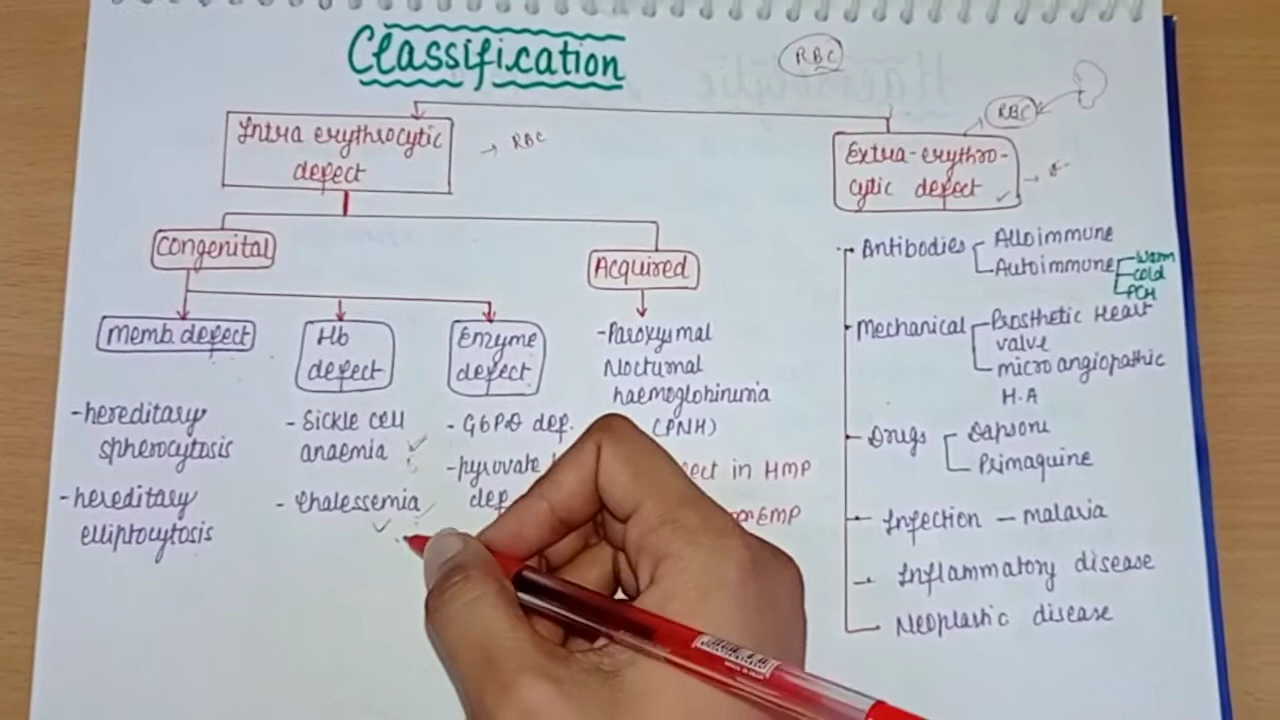 Classification
RBC
RBC
Intra erythrocytic
defect
RBC
Extra-erythro-
cytic defect
Congenital
Acquired
Memb. defect
Hb
defect
Enzyme
defect
-hereditary
spherocytosis
-hereditary
elliptocytosis
- Sickle cell
anaemia
- thalessemia
- G6PD def.
-pyruvate
def
-Paroxymal
Nocturnal
haemoglobinuria
(PNH)
in HMP
EMP
Antibodies
Alloimmune
Autoimmune
Warm
cold
PCH
Mechanical
Prosthetic Heart
valve
micro angiopathic
H.A
Drugs
Dapsone
Primaquine
Infection - malaria
Inflammatory disease
Neoplastic disease